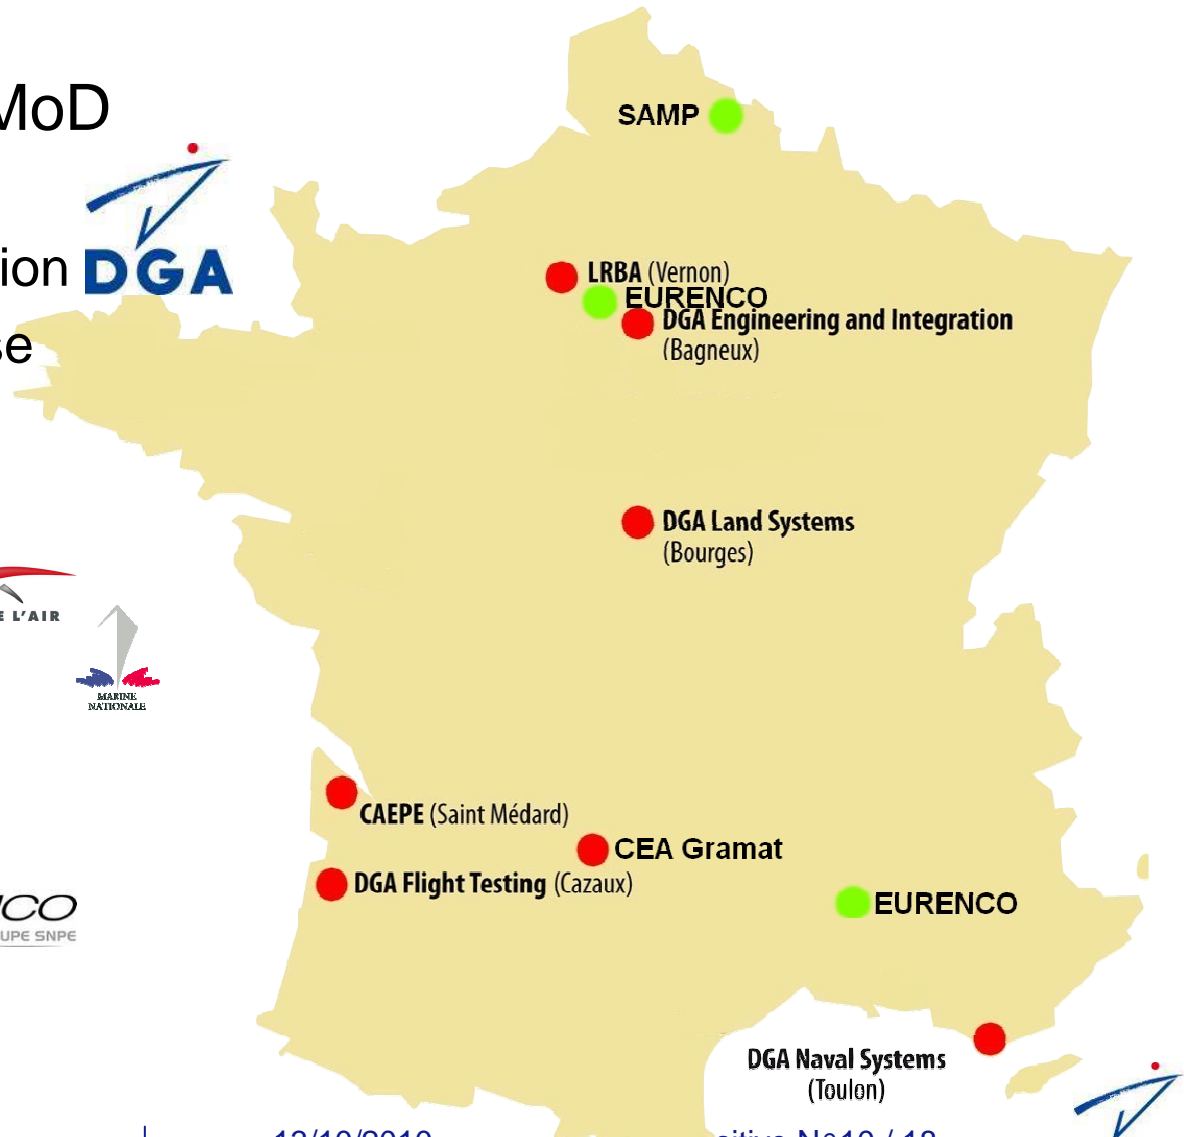 MoD
SAMP
ion DGA
LRBA (Vernon)
EURENCO
DGA Engineering and Integration
(Bagneux)
se
DGA Land Systems
(Bourges)
E L'AIR
MARINE
NATIONALE
CAEPE (Saint Médard)
CEA Gramat
DGA Flight Testing (Cazaux)
NCO
UPE SNPE
EURENCO
DGA Naval Systems
(Toulon)